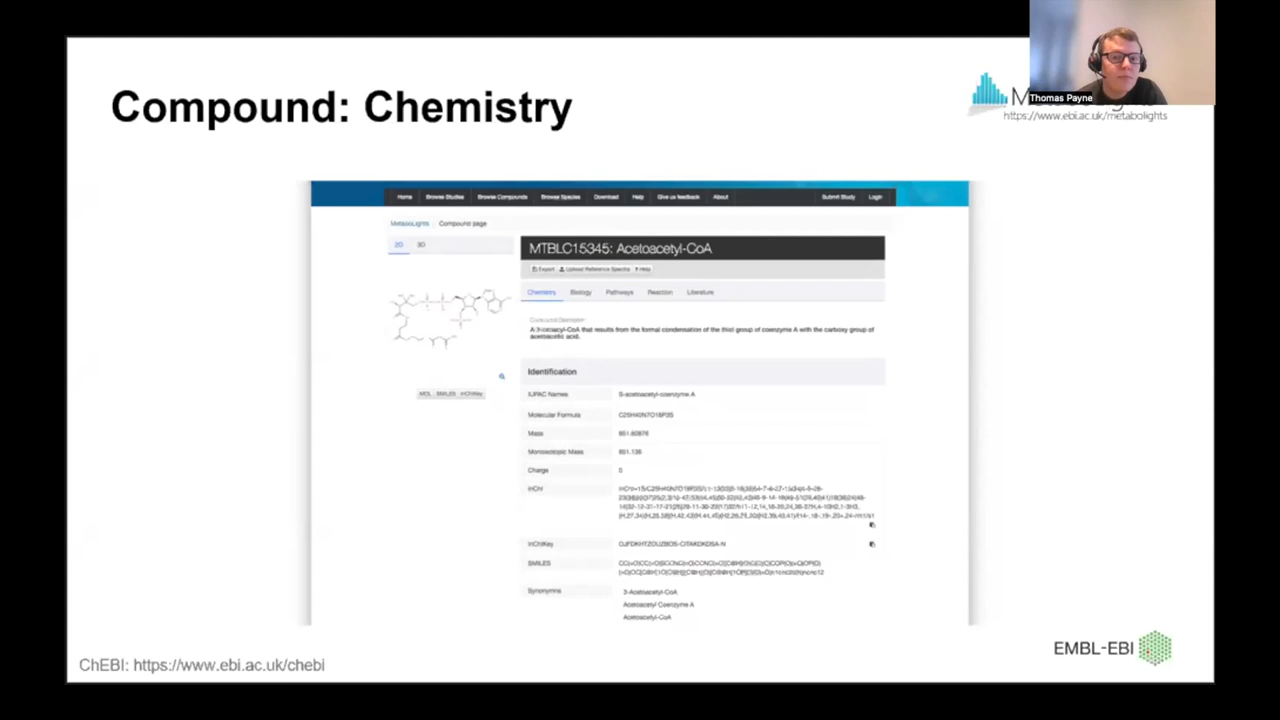 Compound: Chemistry
Thomas Payne
https://www.ebi.ac.uk/metabolights
Home Browse Studies Browse Compounds Browse Species Download Help Give us feedback About Submit Study Login
MetaboLights Compound page
2D 3D
MTBLC15345: Acetoacetyl-CoA
Export Upload Reference Spectra ? Help
Chemistry Biology Pathways Reaction Literature
Compound Description
A 3-oxoacyl-CoA that results from the formal condensation of the thiol group of coenzyme A with the carboxy group of
acetoacetic acid.
Identification
IUPAC Names S-acetoacetyl-coenzyme A
Molecular Formula C25H40N7O18P3S
Mass 851.60876
Monoisotopic Mass 851.136
Charge
InChI
InChIKey
SMILES
MOL SMILES InChIKey
Synonyms 3-Acetoacetyl-CoA
Acetoacetyl Coenzyme A
Acetoacetyl-CoA
ChEBI: https://www.ebi.ac.uk/chebi
EMBL-EBI